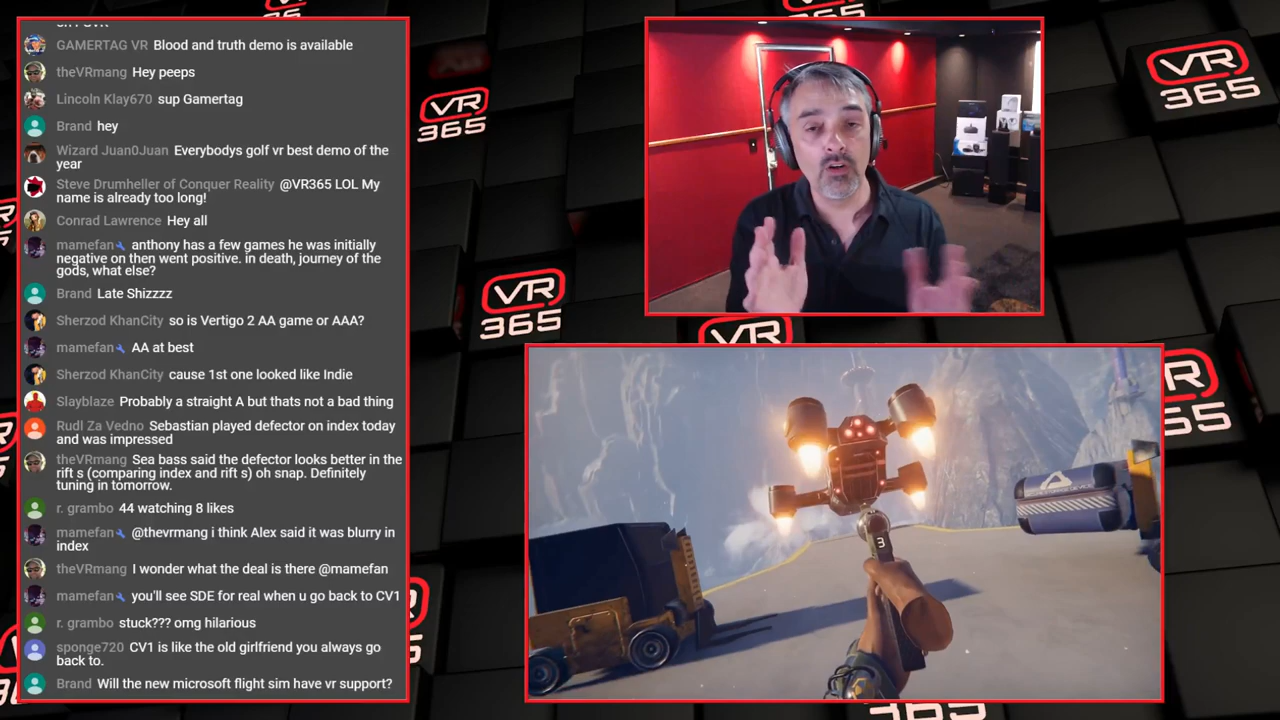 GAMERTAG VR Blood and truth demo is available
theVRmang Hey peeps
Lincoln Klay670 sup Gamertag
Brand hey
Wizard Juan0Juan Everybodys golf vr best demo of the
year
Steve Drumheller of Conquer Reality @VR365 LOL My
name is already too long!
Conrad Lawrence Hey all
mamefan anthony has a few games he was initially
negative on then went positive. in death, journey of the
gods, what else?
Brand Late Shizzzz
Sherzod KhanCity so is Vertigo 2 AA game or AAA?
mamefan AA at best
Sherzod KhanCity cause 1st one looked like Indie
Slayblaze Probably a straight A but thats not a bad thing
Rudl Za Vedno Sebastian played defector on index today
and was impressed
theVRmang Sea bass said the defector looks better in the
rift s (comparing index and rift s) oh snap. Definitely
tuning in tomorrow.
r. grambo 44 watching 8 likes
mamefan @thevrmang i think Alex said it was blurry in
index
theVRmang I wonder what the deal is there @mamefan
mamefan you'll see SDE for real when u go back to CV1
r. grambo stuck??? omg hilarious
sponge720 CV1 is like the old girlfriend you always go
back to.
Brand Will the new microsoft flight sim have vr support?
VR
365
VR
365
VR
365
VR
365
3